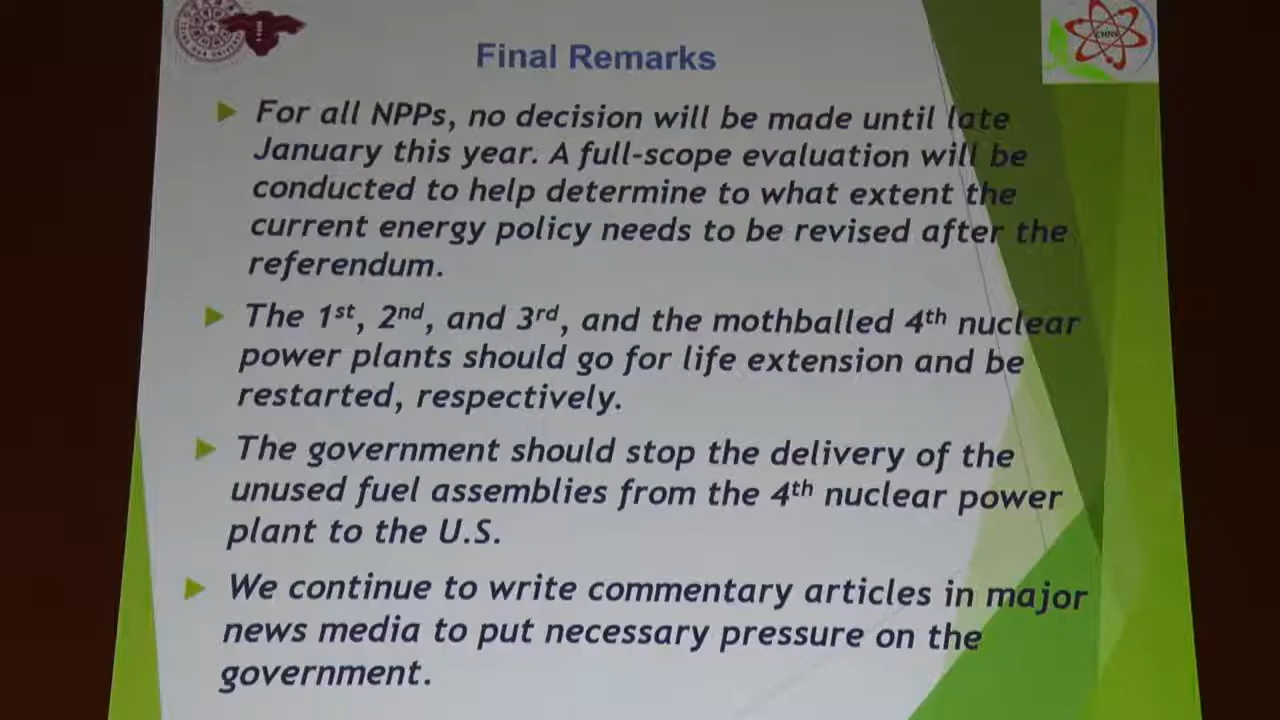 Final Remarks
For all NPPs, no decision will be made until late
January this year. A full-scope evaluation will be
conducted to help determine to what extent the
current energy policy needs to be revised after the
referendum.
The 1st, 2nd, and 3rd, and the mothballed 4th nuclear
power plants should go for life extension and be
restarted, respectively.
The government should stop the delivery of the
unused fuel assemblies from the 4th nuclear power
plant to the U.S.
We continue to write commentary articles in major
news media to put necessary pressure on the
government.